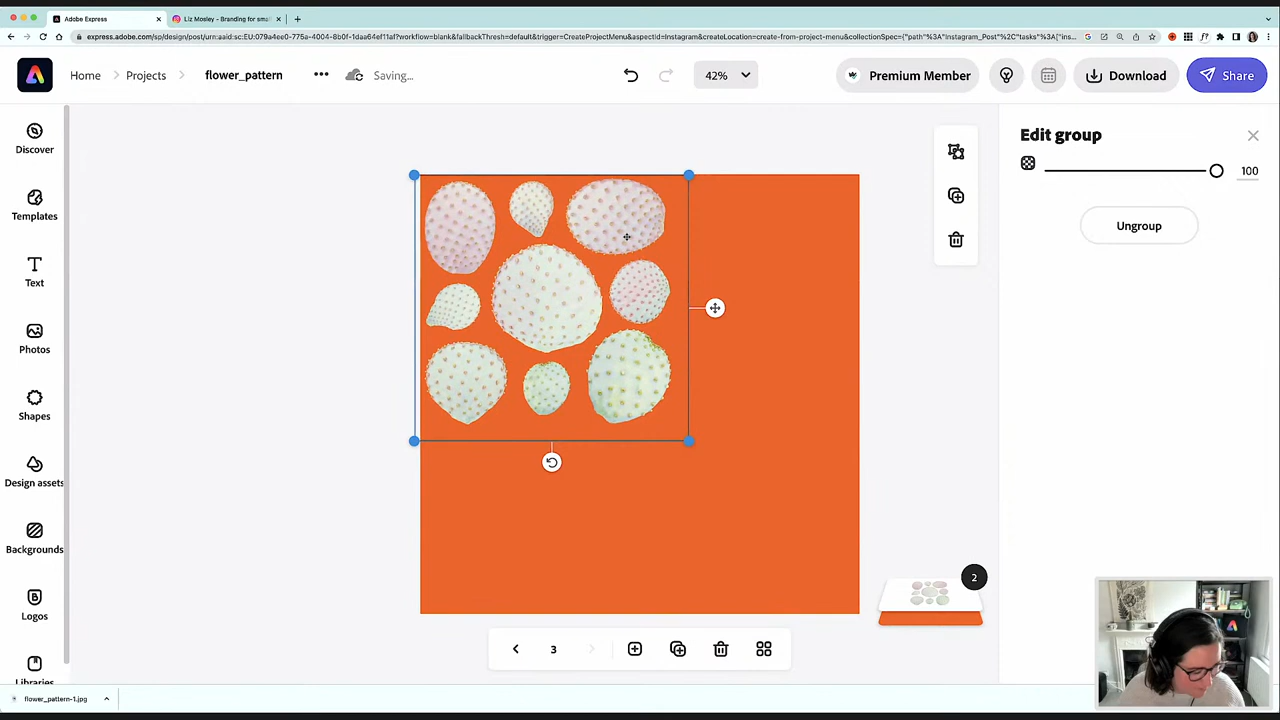 Adobe Express
Liz Mosley - Branding for smal
express.adobe.com/sp/design/post/urn:aaid:sc:EU:079a4ee0-775a-4004-8b0f-1daa64ef11af?workflow=blank&fallbackThresh=default&trigger=CreateProjectMenu&aspectId=Instagram&createLocation=create-from-project-menu&collectionSpec={"path"%3A"Instagram_Post"%2C"tasks"%3A["ins...
Home
Projects
flower_pattern
Saving...
42%
Premium Member
Download
Share
Discover
Templates
Text
Photos
Shapes
Design assets
Backgrounds
Logos
Libraries
Edit group
100
Ungroup
2
3
flower_pattern-1.jpg